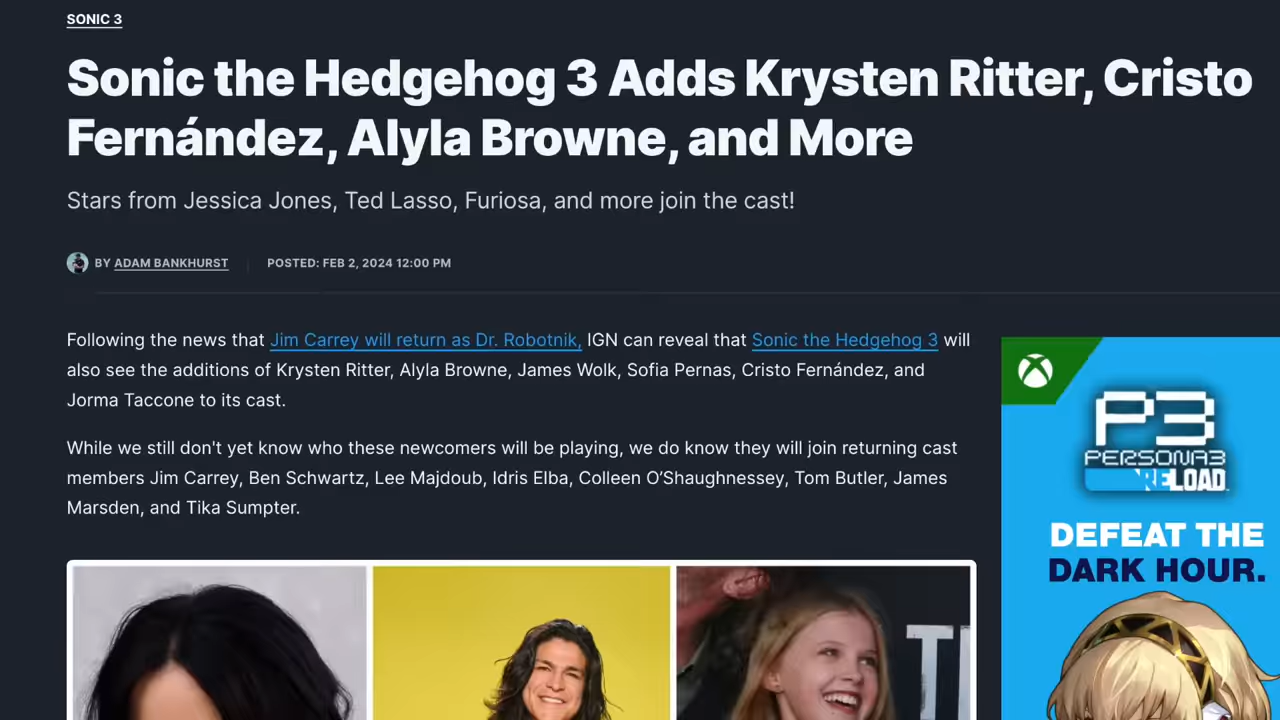 SONIC 3
Sonic the Hedgehog 3 Adds Krysten Ritter, Cristo
Fernández, Alyla Browne, and More
Stars from Jessica Jones, Ted Lasso, Furiosa, and more join the cast!
BY ADAM BANKHURST
POSTED: FEB 2, 2024 12:00 PM
Following the news that Jim Carrey will return as Dr. Robotnik, IGN can reveal that Sonic the Hedgehog 3 will
also see the additions of Krysten Ritter, Alyla Browne, James Wolk, Sofia Pernas, Cristo Fernández, and
Jorma Taccone to its cast.
While we still don't yet know who these newcomers will be playing, we do know they will join returning cast
members Jim Carrey, Ben Schwartz, Lee Majdoub, Idris Elba, Colleen O’Shaughnessey, Tom Butler, James
Marsden, and Tika Sumpter.
P3
PERSONA3
RELOAD
DEFEAT THE
DARK HOUR.